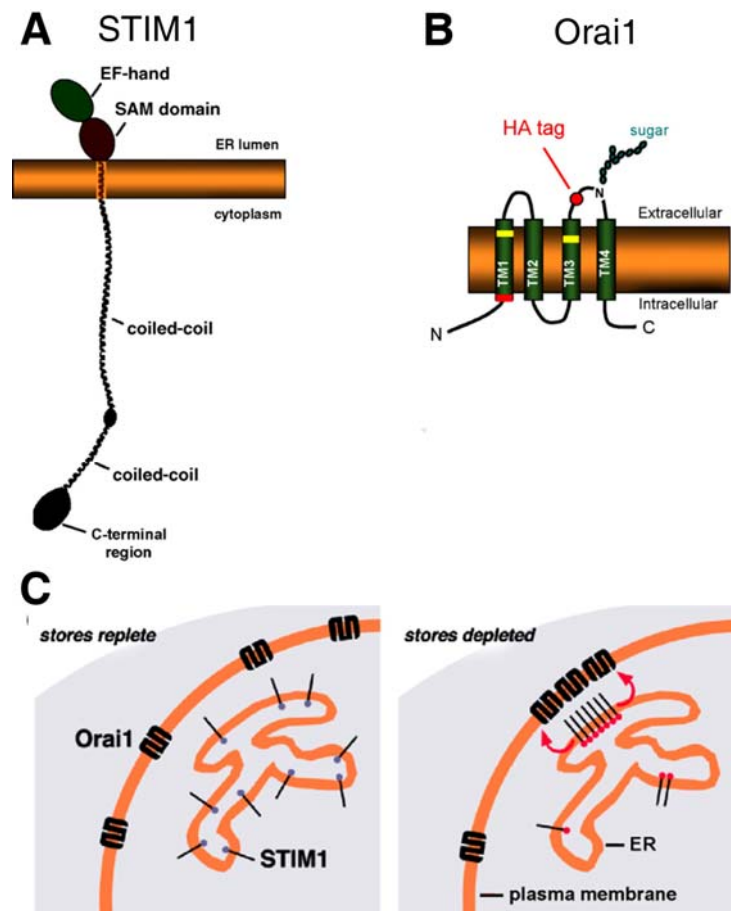 A STIM1
EF-hand
SAM domain
ER lumen
cytoplasm
coiled-coil
coiled-coil
C-terminal
region
B Orai1
HA tag
sugar
N
Extracellular
TM1 TM2 TM3 TM4
Intracellular
N
C
C
stores replete
Orai1
STIM1
stores depleted
ER
plasma membrane